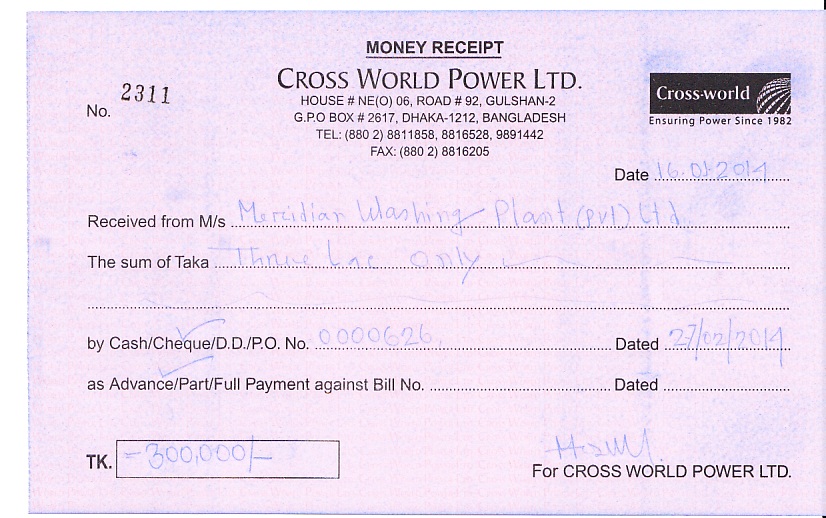 MONEY RECEIPT
CROSS WORLD POWER LTD.
HOUSE # NE(O) 06, ROAD # 92, GULSHAN-2
G.P.O BOX # 2617, DHAKA-1212, BANGLADESH
TEL: (880 2) 8811858, 8816528, 9891442
FAX: (880 2) 8816205
No. 2311
Cross-world
Ensuring Power Since 1982
Date 16.01.2014
Received from M/s Meridian Washing Plant (pvt) Ltd.
The sum of Taka Three Lac Only
by Cash/Cheque/D.D./P.O. No. 0000626 Dated 27/02/2014
as Advance/Part/Full Payment against Bill No. Dated
TK. -300,000/-
For CROSS WORLD POWER LTD.